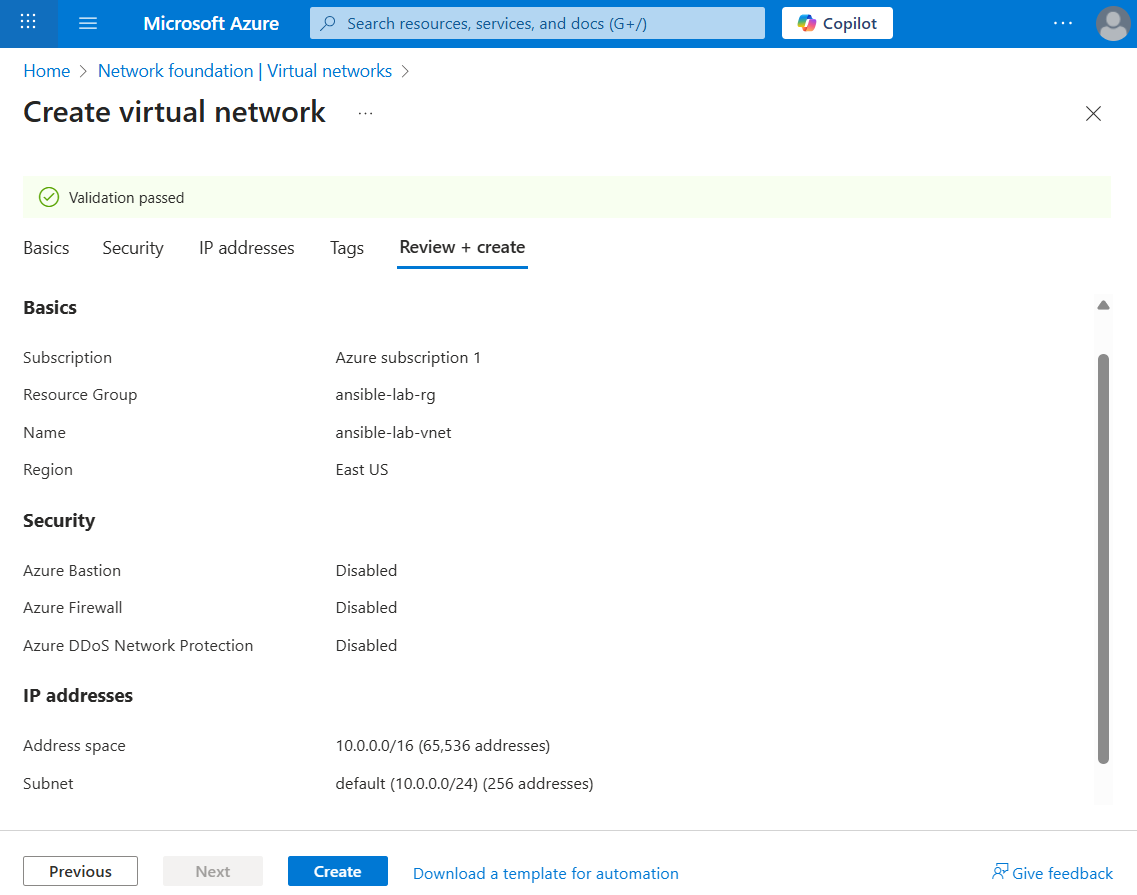 Microsoft Azure
Search resources, services, and docs (G+/)
Copilot
Home > Network foundation | Virtual networks >
Create virtual network
Validation passed
Basics Security IP addresses Tags Review + create
Basics
Subscription Azure subscription 1
Resource Group ansible-lab-rg
Name ansible-lab-vnet
Region East US
Security
Azure Bastion Disabled
Azure Firewall Disabled
Azure DDoS Network Protection Disabled
IP addresses
Address space 10.0.0.0/16 (65,536 addresses)
Subnet default (10.0.0.0/24) (256 addresses)
Previous Next Create Download a template for automation Give feedback